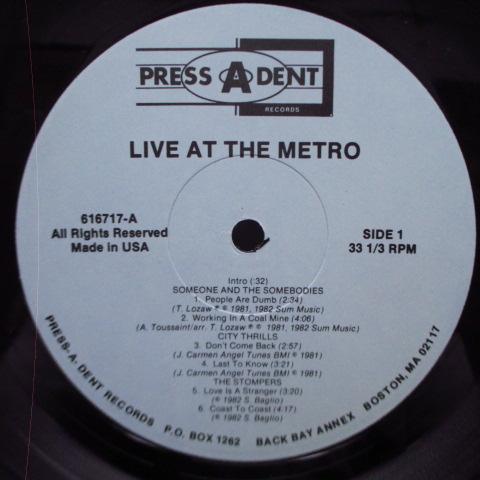 PRESS A DENT
RECORDS
LIVE AT THE METRO
616717-A
All Rights Reserved
Made in USA
SIDE 1
33 1/3 RPM
Intro (:32)
SOMEONE AND THE SOMEBODIES
1. People Are Dumb (2:34)
(T. Lozaw ℗ © 1981, 1982 Sum Music)
2. Working In A Coal Mine (4:06)
(A. Toussaint/arr. T. Lozaw ℗ © 1981, 1982 Sum Music)
CITY THRILLS
3. Don't Come Back (2:57)
(J. Carmen Angel Tunes BMI © 1981)
4. Last To Know (3:21)
(J. Carmen Angel Tunes BMI © 1981)
THE STOMPERS
5. Love Is A Stranger (3:20)
(© 1982 S. Baglio)
6. Coast To Coast (4:17)
(© 1982 S. Baglio)
PRESS-A-DENT RECORDS P.O. BOX 1262 BACK BAY ANNEX BOSTON, MA 02117